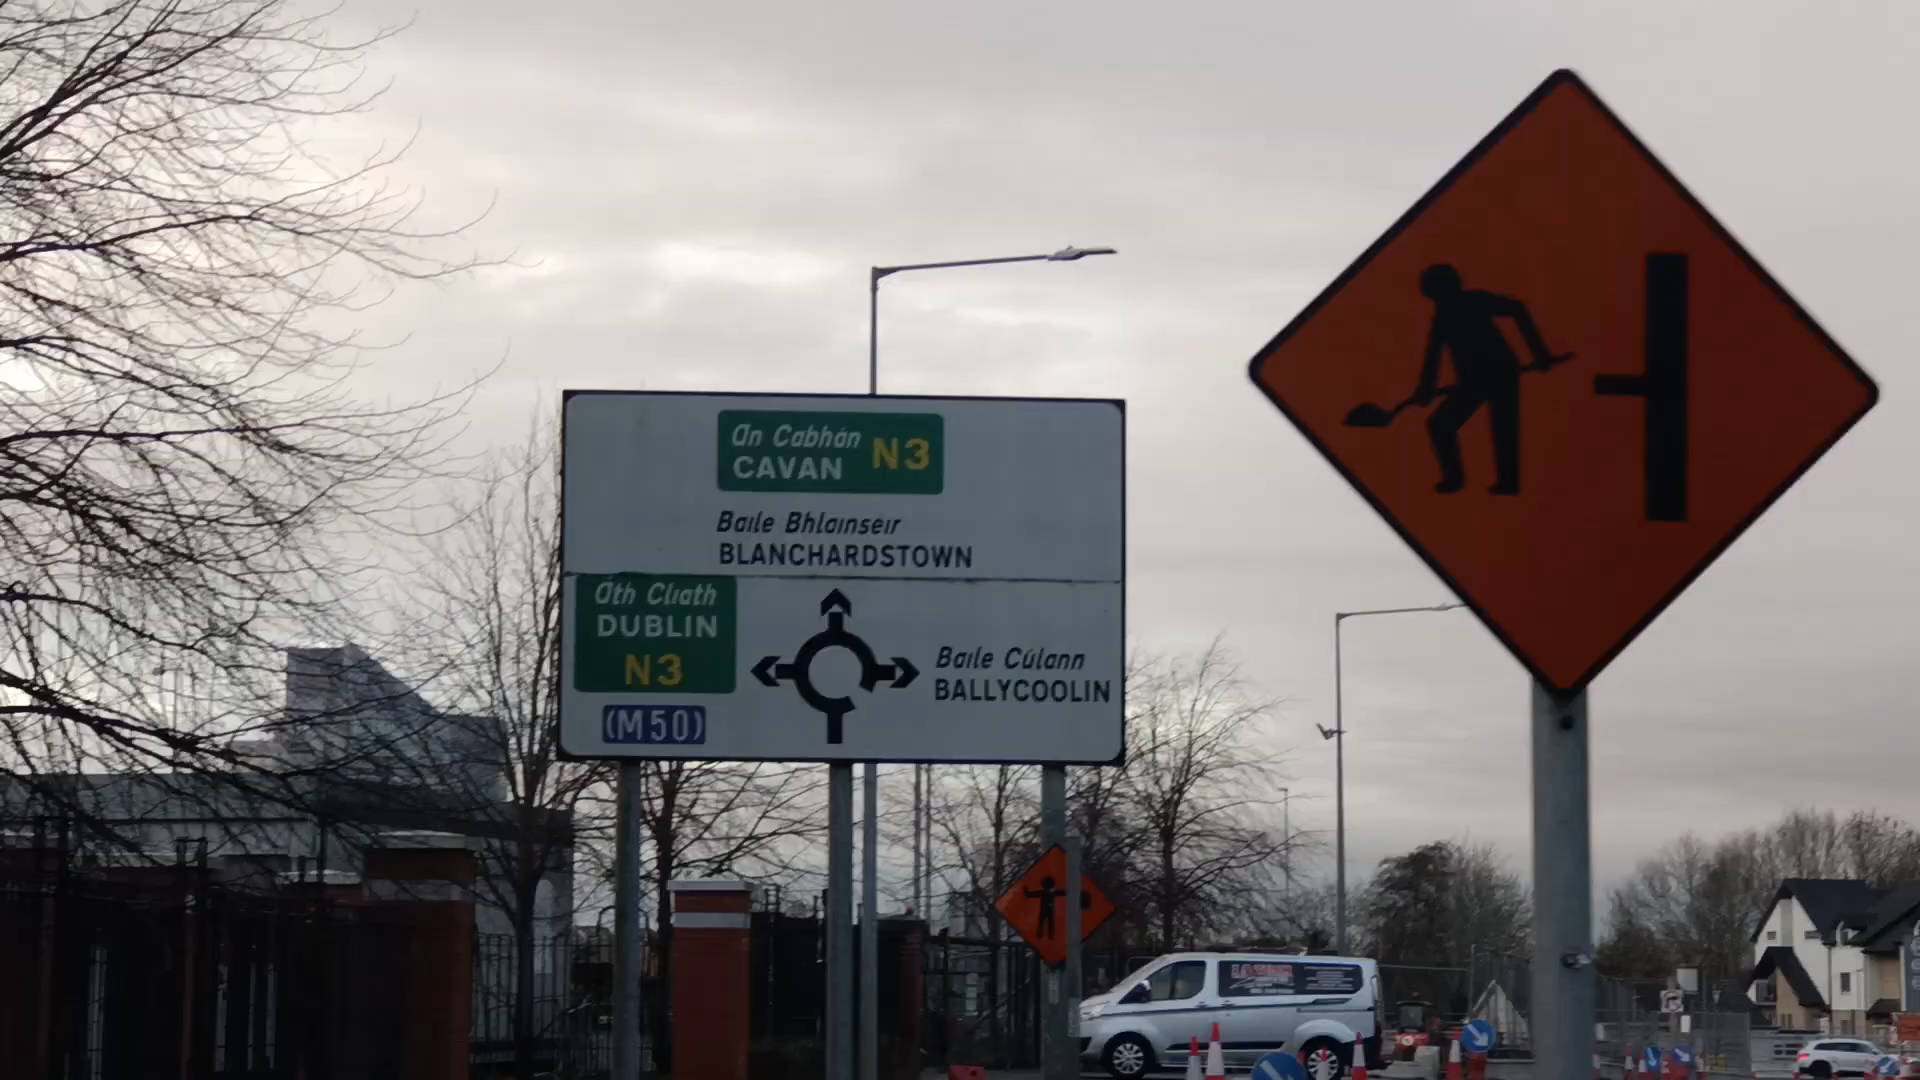 An Cabhán
CAVAN
N3
Baile Bhlainséir
BLANCHARDSTOWN
Áth Cliath
DUBLIN
N3
(M50)
Baile Cúlann
BALLYCOOLIN